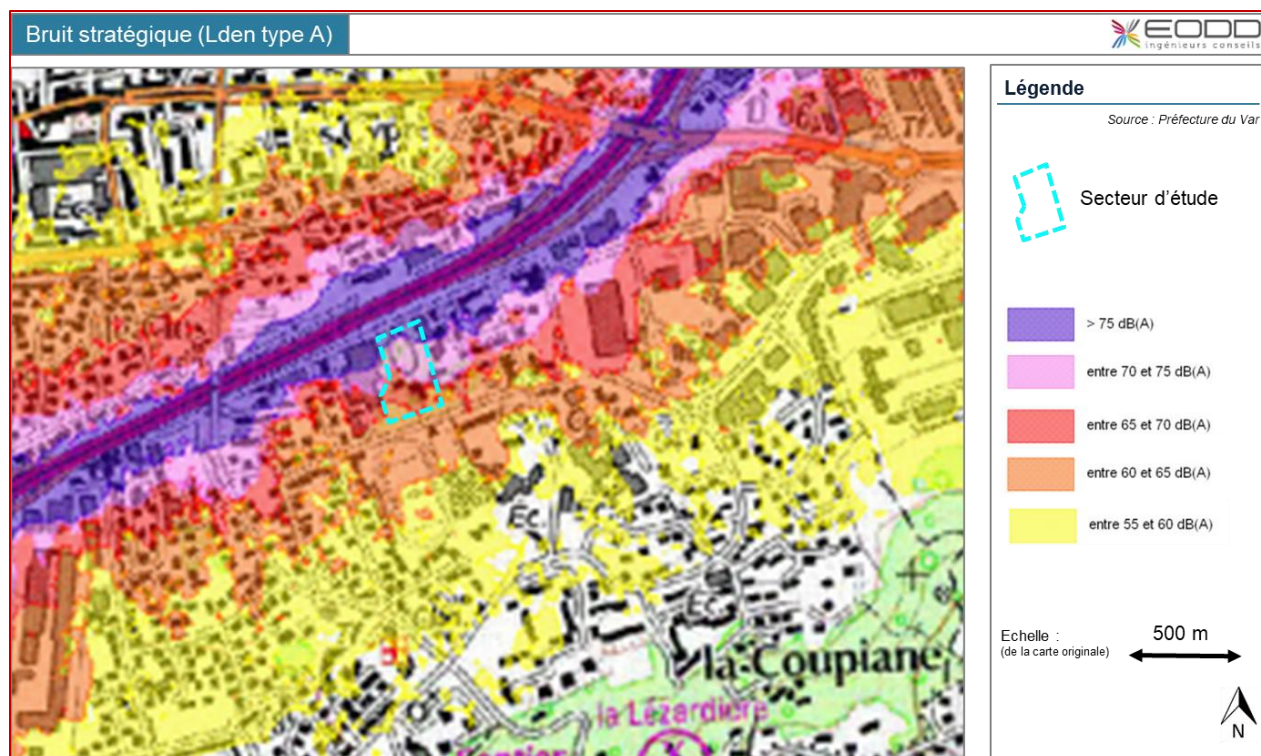 Bruit stratégique (Lden type A)
EODD
ingénieurs conseils
Légende
Source : Préfecture du Var
Secteur d'étude
> 75 dB(A)
entre 70 et 75 dB(A)
entre 65 et 70 dB(A)
entre 60 et 65 dB(A)
entre 55 et 60 dB(A)
Echelle :
(de la carte originale)
500 m
N
Ec.
Ec.
la-Coupiane
la Lézardière